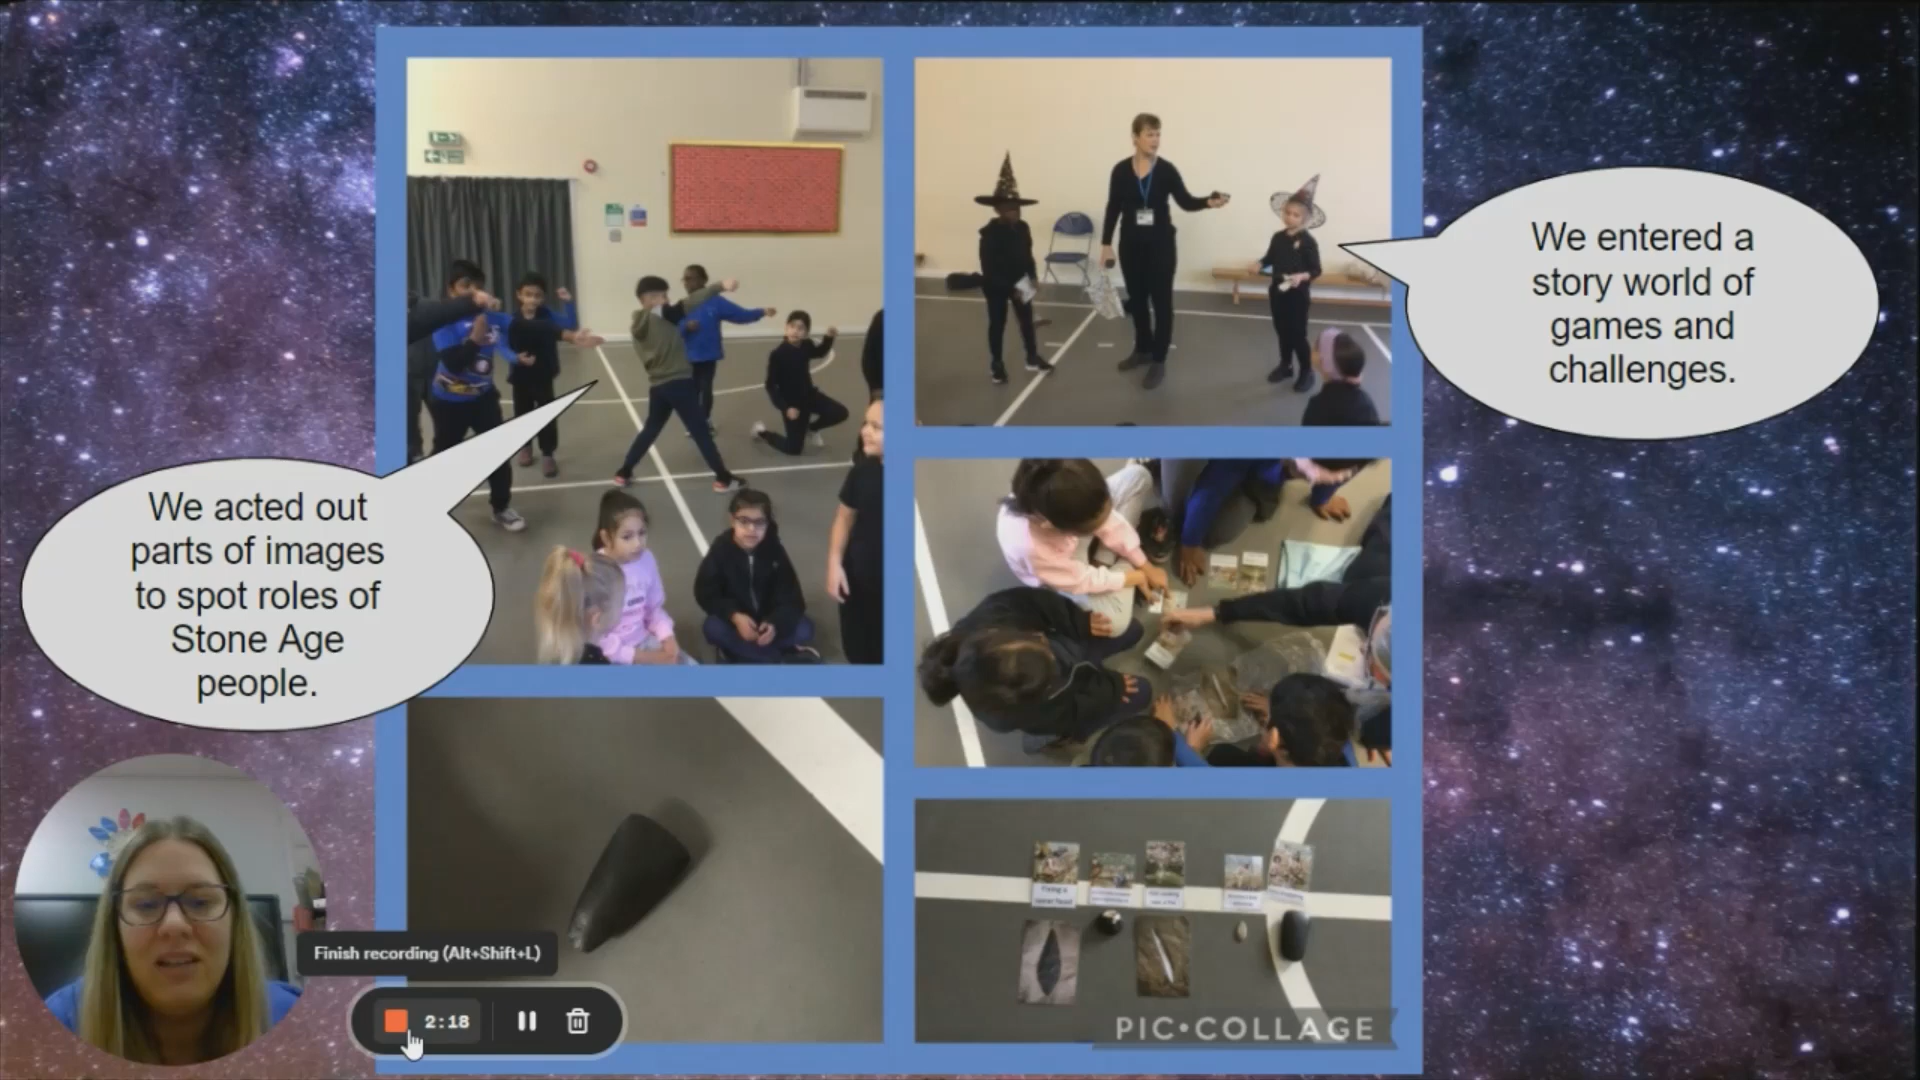 We entered a
story world of
games and
challenges.
We acted out
parts of images
to spot roles of
Stone Age
people.
Finish recording (Alt+Shift+L)
2:18
PIC•COLLAGE